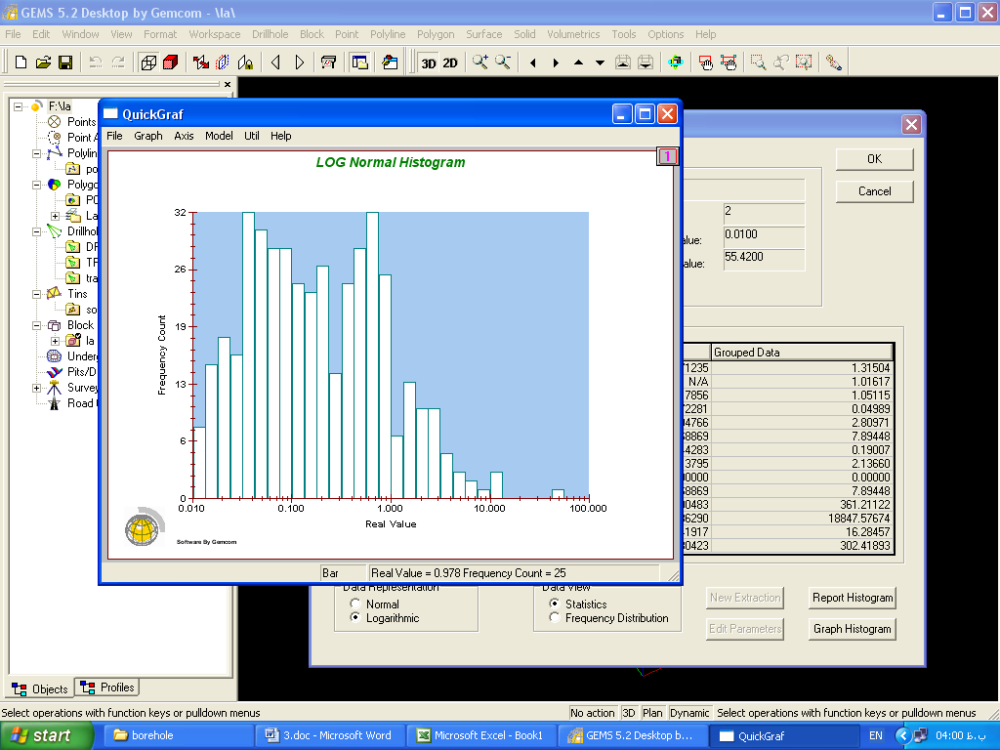 GEMS 5.2 Desktop by Gemcom - \la\
File Edit Window View Format Workspace Drillhole Block Point Polyline Polygon Surface Solid Volumetrics Tools Options Help
3D 2D
F:\la
Points
Point A
Polylin
po
Polygo
PO
La
Drillhol
DR
TR
tra
Tins
so
Block
la
Underg
Pits/D
Survey
Road
Objects
Profiles
QuickGraf
File Graph Axis Model Util Help
1
LOG Normal Histogram
Frequency Count
32
26
19
13
6
0
0.010 0.100 1.000 10.000 100.000
Real Value
Software By Gemcom
Bar
Real Value = 0.978 Frequency Count = 25
OK
Cancel
2
alue: 0.0100
alue: 55.4200
Grouped Data
71235 1.31504
N/A 1.01617
7856 1.05115
2281 0.04989
4766 2.80971
8869 7.89448
4283 0.19007
3795 2.13660
0000 0.00000
8869 7.89448
0483 361.21122
6290 18847.57674
1917 16.28457
0423 302.41893
Data Representation
Normal
Logarithmic
Data View
Statistics
Frequency Distribution
New Extraction
Report Histogram
Edit Parameters
Graph Histogram
Select operations with function keys or pulldown menus
No action 3D Plan Dynamic Select operations with function keys or pulldown menus
start
borehole
3.doc - Microsoft Word
Microsoft Excel - Book1
GEMS 5.2 Desktop b...
QuickGraf
EN
04:00 ب.ظ